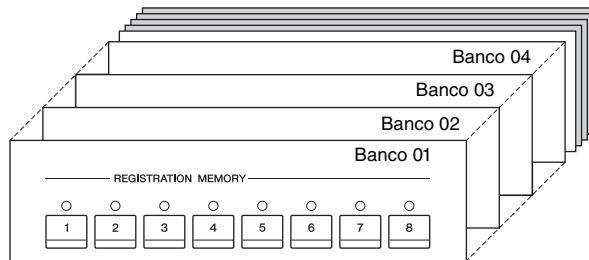 Banco 04
Banco 03
Banco 02
Banco 01
REGISTRATION MEMORY
1 2 3 4 5 6 7 8